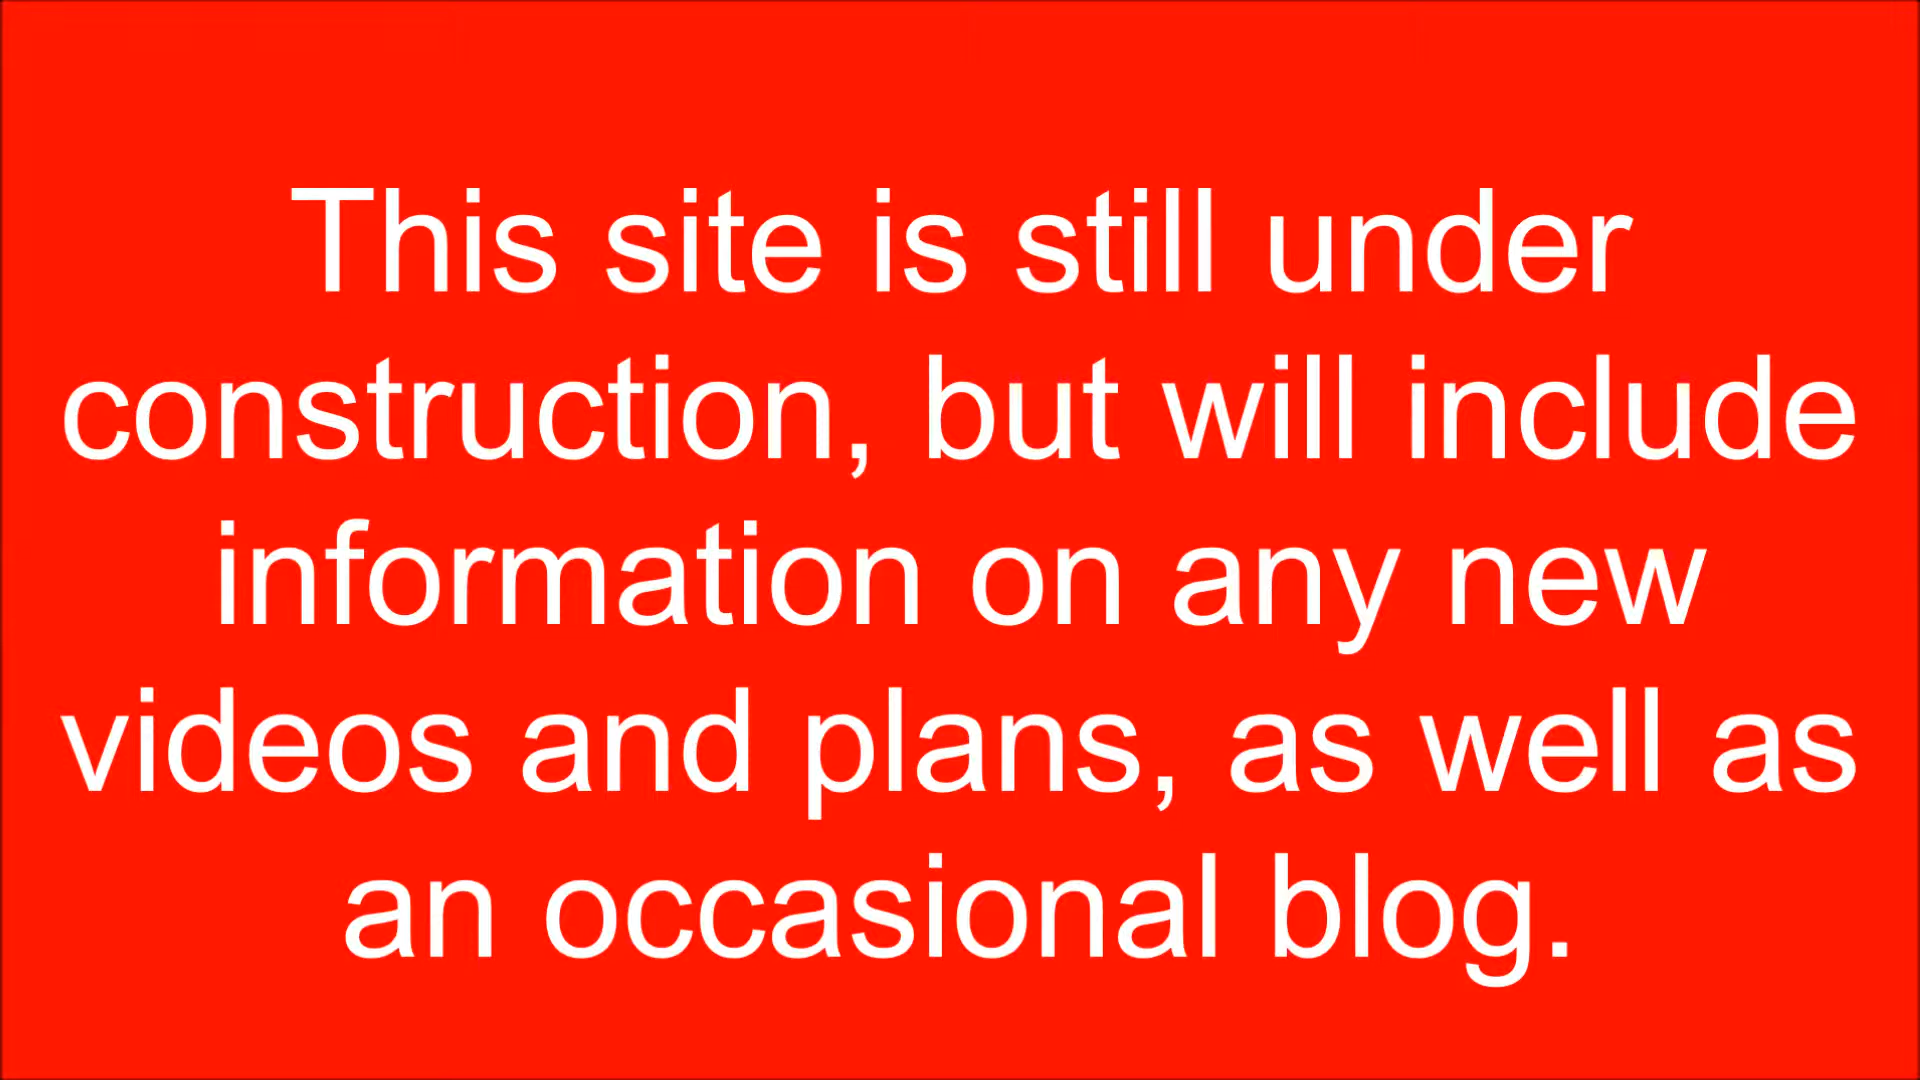 This site is still under
construction, but will include
information on any new
videos and plans, as well as
an occasional blog.